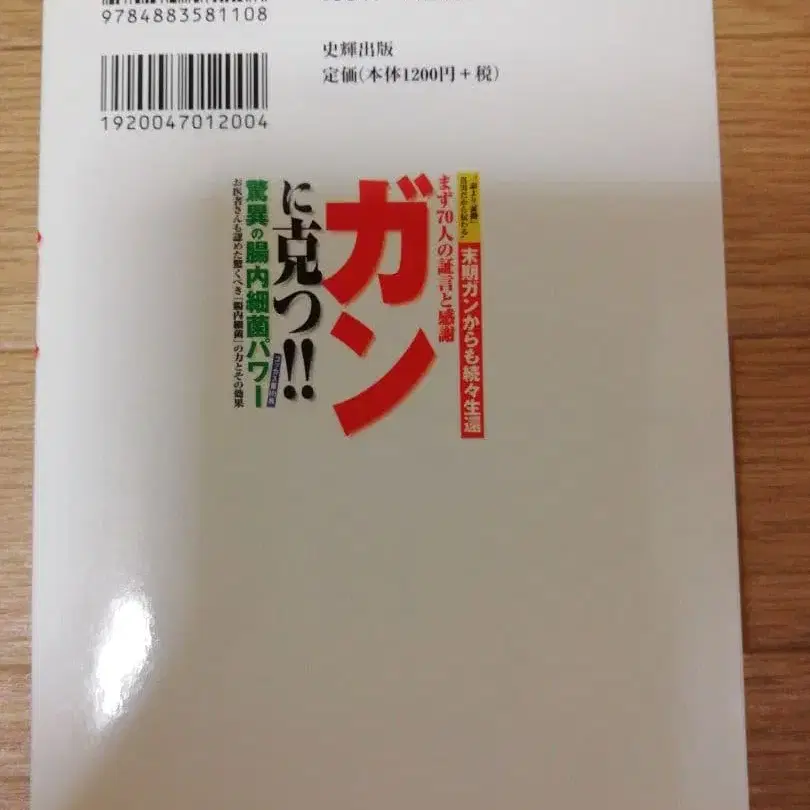 9784883581108
1920047012004
史輝出版
定価(本体1200円+税)
末期ガンからも続々生還
まず70人の証言と感謝
ガン
に克つ!!
驚異の腸内細菌パワー
お医者さんも認めた驚くべき「腸内細菌」の力とその効果